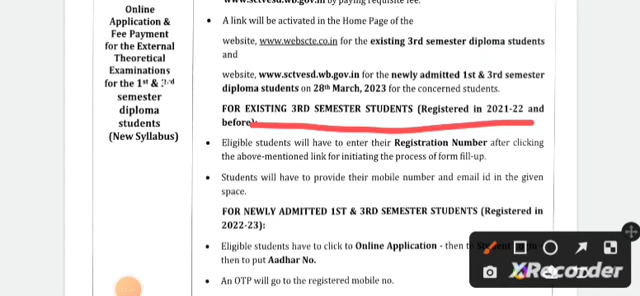 Online
Application &
Fee Payment
for the External
Theoretical
Examinations
for the 1st & 3rd
semester
diploma
students
(New Syllabus)
by paying requisite fee.
• A link will be activated in the Home Page of the
website, www.webscte.co.in for the existing 3rd semester diploma students
and
website, www.sctvesd.wb.gov.in for the newly admitted 1st & 3rd semester
diploma students on 28th March, 2023 for the concerned students.
FOR EXISTING 3RD SEMESTER STUDENTS (Registered in 2021-22 and
before):
• Eligible students will have to enter their Registration Number after clicking
the above-mentioned link for initiating the process of form fill-up.
• Students will have to provide their mobile number and email id in the given
space.
FOR NEWLY ADMITTED 1ST & 3RD SEMESTER STUDENTS (Registered in
2022-23):
• Eligible students have to click to Online Application - then
then to put Aadhar No.
• An OTP will go to the registered mobile no.
XRecorder